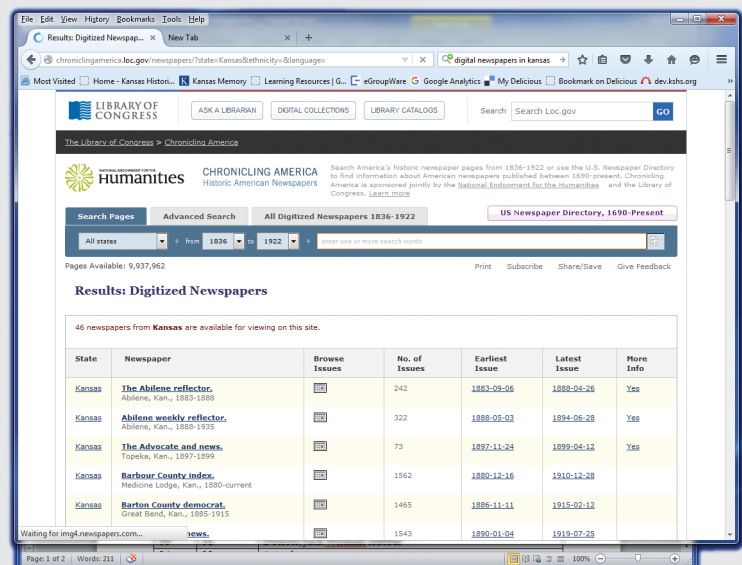 File Edit View History Bookmarks Tools Help
Results: Digitized Newspap... × New Tab × +
chroniclingamerica.loc.gov/newspapers/?state=Kansas&ethnicity=&language=
digital newspapers in kansas
Most Visited Home - Kansas Histori... Kansas Memory Learning Resources | G... eGroupWare Google Analytics My Delicious Bookmark on Delicious dev.kshs.org »
LIBRARY OF CONGRESS
ASK A LIBRARIAN DIGITAL COLLECTIONS LIBRARY CATALOGS Search Search Loc.gov GO
The Library of Congress > Chronicling America
NATIONAL ENDOWMENT FOR THE
Humanities
CHRONICLING AMERICA
Historic American Newspapers
Search America's historic newspaper pages from 1836-1922 or use the U.S. Newspaper Directory
to find information about American newspapers published between 1690-present. Chronicling
America is sponsored jointly by the National Endowment for the Humanities and the Library of
Congress. Learn more
Search Pages Advanced Search All Digitized Newspapers 1836-1922 US Newspaper Directory, 1690-Present
All states + from 1836 to 1922 + enter one or more search words
Pages Available: 9,937,962 Print Subscribe Share/Save Give Feedback
Results: Digitized Newspapers
46 newspapers from Kansas are available for viewing on this site.
State Newspaper Browse Issues No. of Issues Earliest Issue Latest Issue More Info
Kansas The Abilene reflector. 242 1883-09-06 1888-04-26 Yes
Abilene, Kan., 1883-1888
Kansas Abilene weekly reflector. 322 1888-05-03 1894-06-28 Yes
Abilene, Kan., 1888-1935
Kansas The Advocate and news. 73 1897-11-24 1899-04-12 Yes
Topeka, Kan., 1897-1899
Kansas Barbour County index. 1562 1880-12-16 1910-12-28
Medicine Lodge, Kan., 1880-current
Kansas Barton County democrat. 1465 1886-11-11 1915-02-12
Great Bend, Kan., 1885-1915
news. 1543 1890-01-04 1919-07-25
Waiting for img4.newspapers.com...
Page: 1 of 2 Words: 211 100%